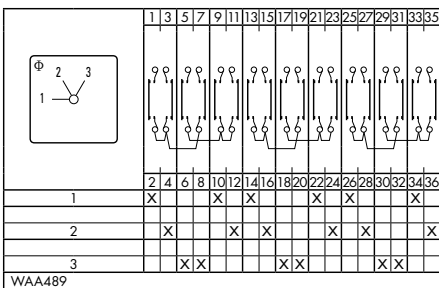 1 3 5 7 9 11 13 15 17 19 21 23 25 27 29 31 33 35
Φ
2 3
1
2 4 6 8 10 12 14 16 18 20 22 24 26 28 30 32 34 36
1 X X X X X X
2 X X X X X X
3 X X X X X X
WAA489